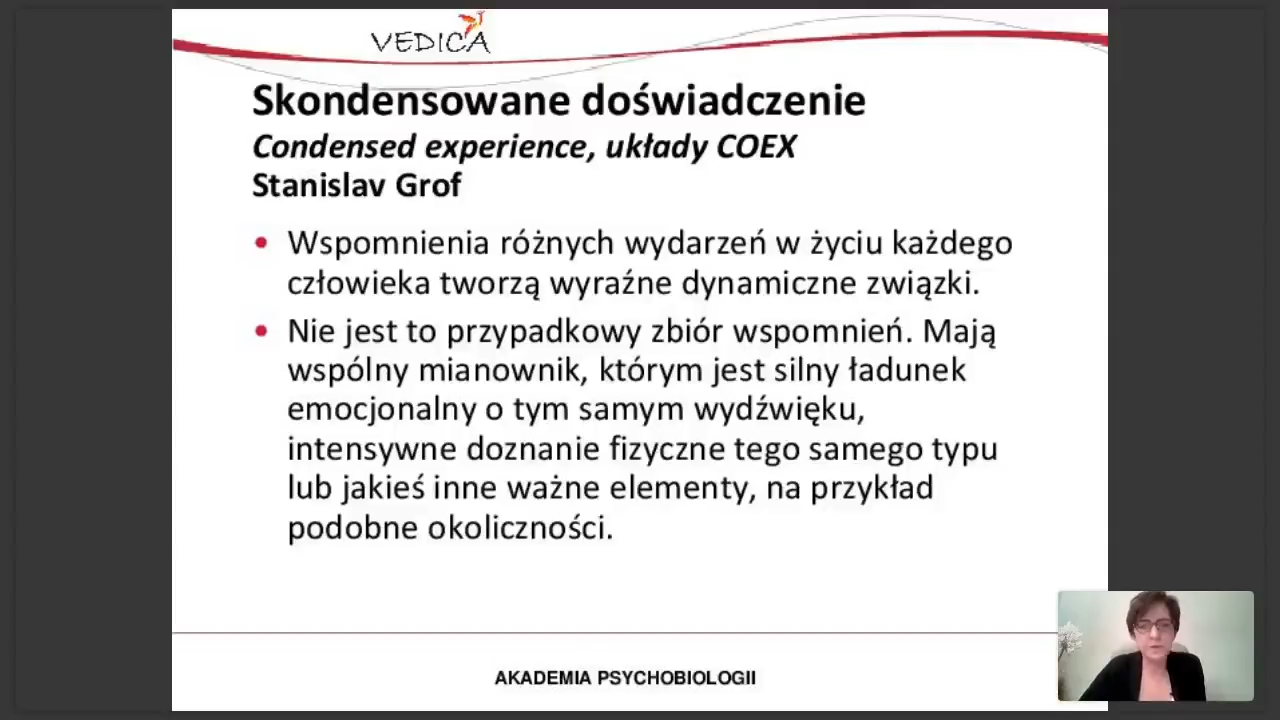 VEDICA
Skondensowane doświadczenie
Condensed experience, układy COEX
Stanislav Grof
• Wspomnienia różnych wydarzeń w życiu każdego
człowieka tworzą wyraźne dynamiczne związki.
• Nie jest to przypadkowy zbiór wspomnień. Mają
wspólny mianownik, którym jest silny ładunek
emocjonalny o tym samym wydźwięku,
intensywne doznanie fizyczne tego samego typu
lub jakieś inne ważne elementy, na przykład
podobne okoliczności.
AKADEMIA PSYCHOBIOLOGII